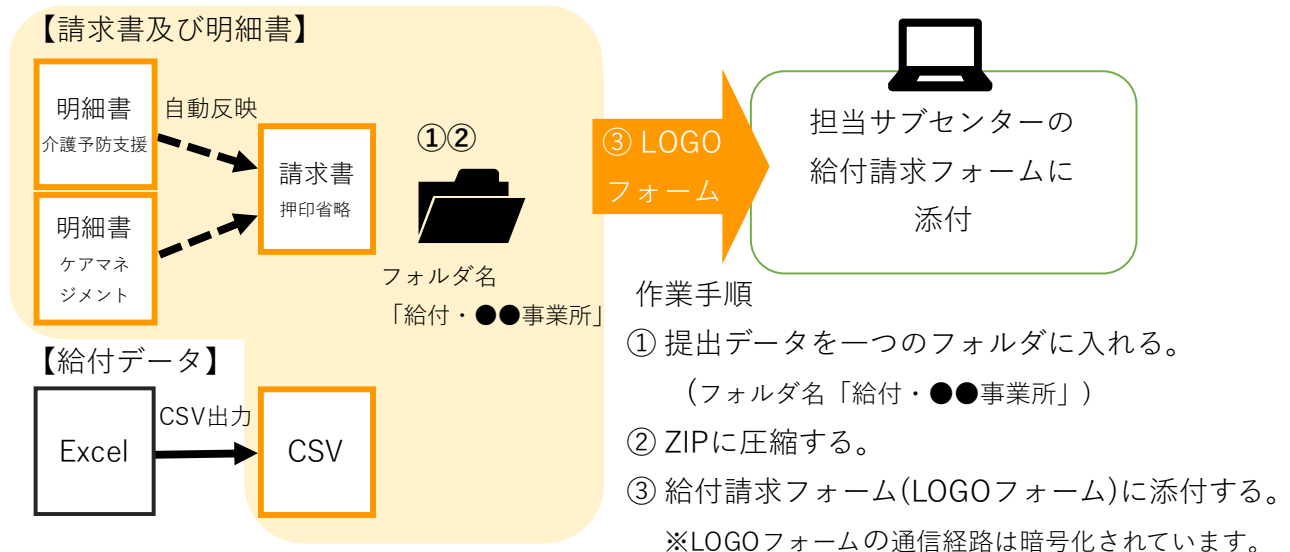 【請求書及び明細書】
明細書
介護予防支援
自動反映
請求書
押印省略
明細書
ケアマネ
ジメント
①②
フォルダ名
「給付・●●事業所」
【給付データ】
Excel
CSV出力
CSV
③ LOGO
フォーム
担当サブセンターの
給付請求フォームに
添付
作業手順
① 提出データを一つのフォルダに入れる。
(フォルダ名「給付・●●事業所」)
② ZIPに圧縮する。
③ 給付請求フォーム(LOGOフォーム)に添付する。
※LOGOフォームの通信経路は暗号化されています。